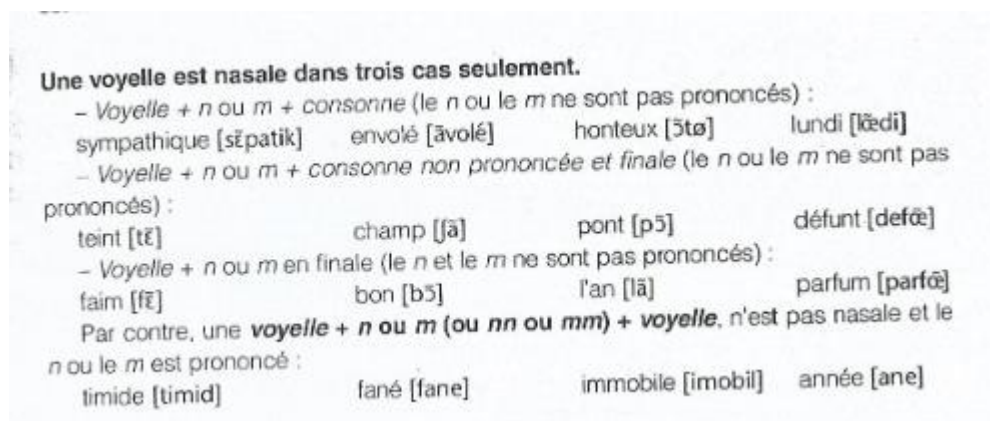 Une voyelle est nasale dans trois cas seulement.
– Voyelle + n ou m + consonne (le n ou le m ne sont pas prononcés) :
sympathique [sɛ̃patik] envolé [ãvolé] honteux [ɔ̃tø] lundi [lœ̃di]
– Voyelle + n ou m + consonne non prononcée et finale (le n ou le m ne sont pas
prononcés) :
teint [tɛ̃] champ [ʃã] pont [pɔ̃] défunt [defœ̃]
– Voyelle + n ou m en finale (le n et le m ne sont pas prononcés) :
faim [fɛ̃] bon [bɔ̃] l'an [lã] parfum [parfœ̃]
Par contre, une voyelle + n ou m (ou nn ou mm) + voyelle, n'est pas nasale et le
n ou le m est prononcé :
timide [timid] fané [fane] immobile [imobil] année [ane]